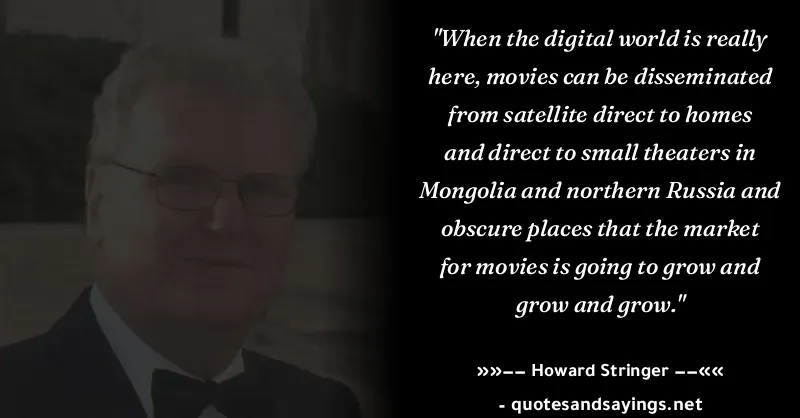 "When the digital world is really
here, movies can be disseminated
from satellite direct to homes
and direct to small theaters in
Mongolia and northern Russia and
obscure places that the market
for movies is going to grow and
grow and grow."
»»−− Howard Stringer −−««
- quotesandsayings.net